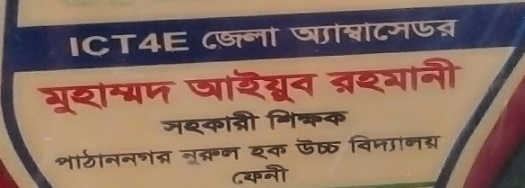 ICT4E জেলা অ্যাম্বাসেডর
মুহাম্মদ আইয়ুব রহমানী
সহকারী শিক্ষক
পাঠাননগর নূরুল হক উচ্চ বিদ্যালয়
ফেনী